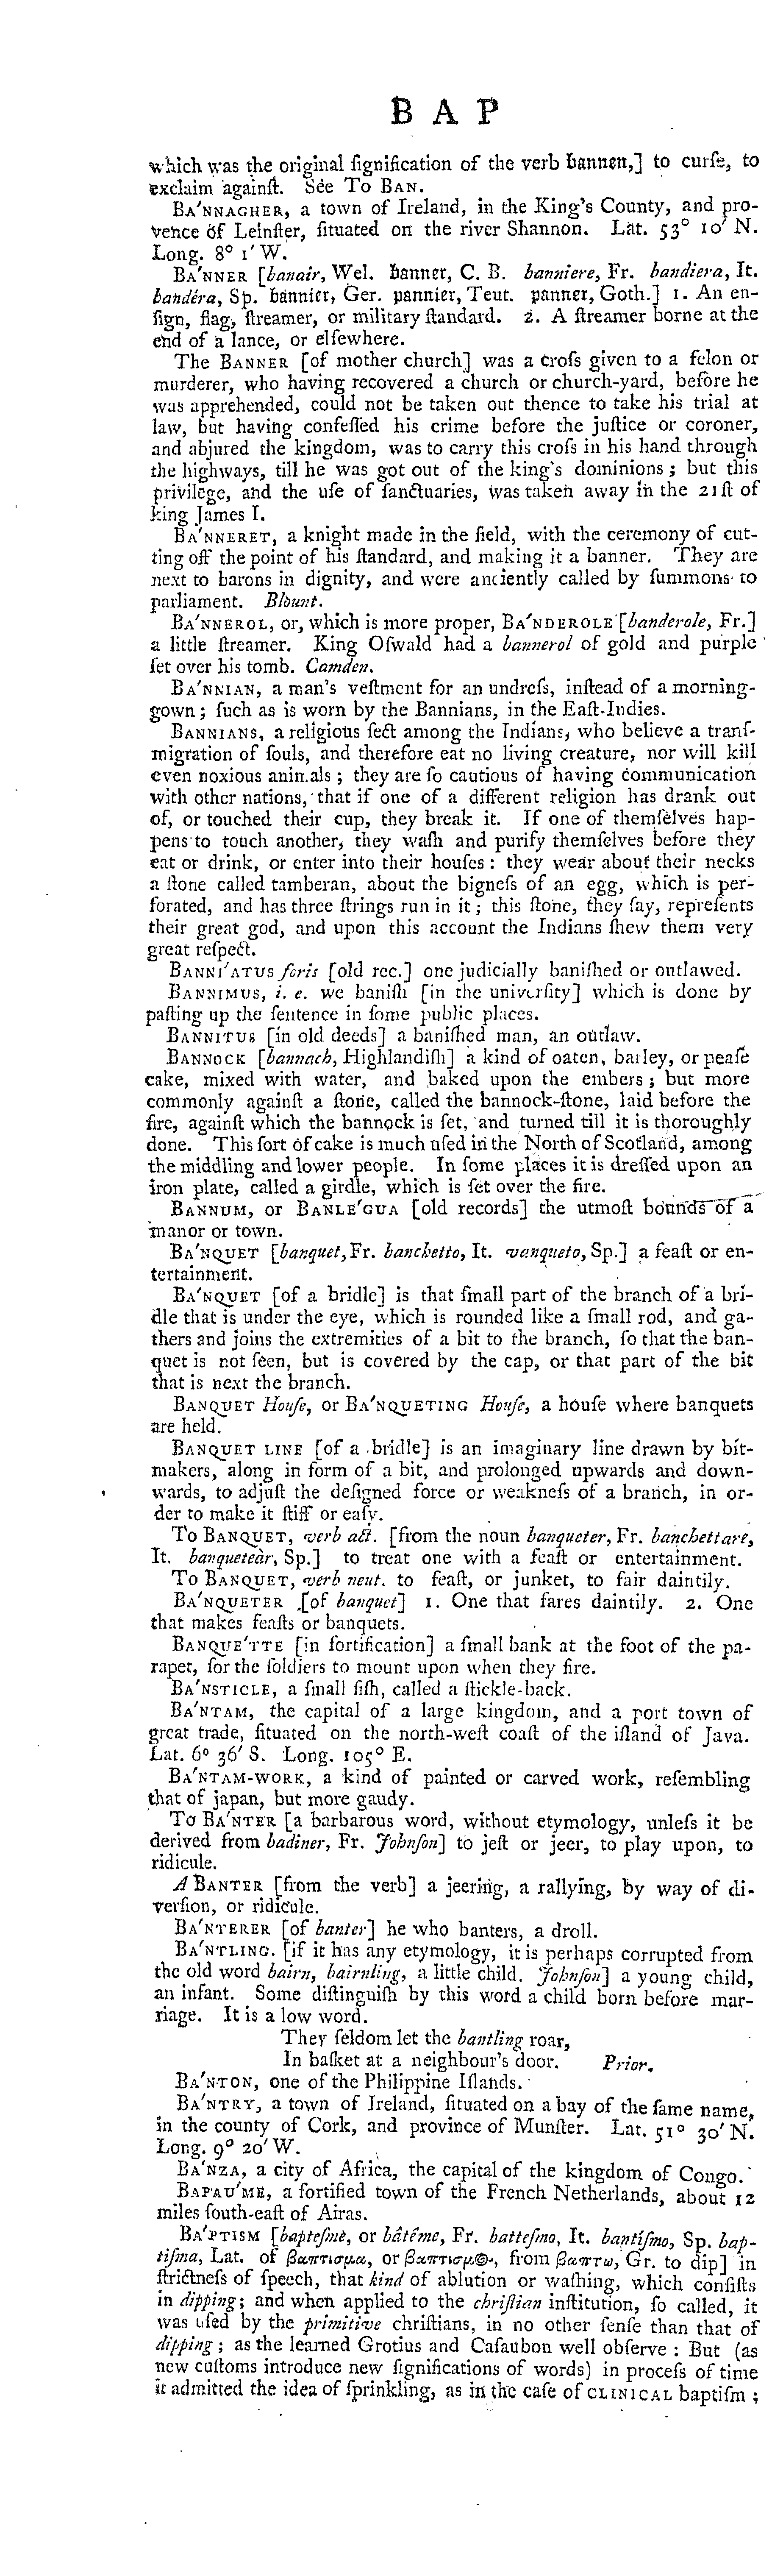 B A P
which was the original ſignification of the verb bannen,] to curſe, to
exclaim againſt. See To Ban.
Ba'nnagher, a town of Ireland, in the King's County, and pro-
vence of Leinſter, ſituated on the river Shannon. Lat. 53° 10′ N.
Long. 8° 1′ W.
Ba'nner [banair, Wel. banner, C. B. banniere, Fr. bandiera, It.
bandéra, Sp. bannier, Ger. pannier, Teut. panner, Goth.] 1. An en-
ſign, flag, ſtreamer, or military ſtandard. 2. A ſtreamer borne at the
end of a lance, or elſewhere.
The Banner [of mother church] was a croſs given to a felon or
murderer, who having recovered a church or church-yard, before he
was apprehended, could not be taken out thence to take his trial at
law, but having confeſſed his crime before the juſtice or coroner,
and abjured the kingdom, was to carry this croſs in his hand through
the highways, till he was got out of the king's dominions; but this
privilege, and the uſe of ſanctuaries, was taken away in the 21ſt of
king James I.
Ba'nneret, a knight made in the field, with the ceremony of cut-
ting off the point of his ſtandard, and making it a banner. They are
next to barons in dignity, and were anciently called by ſummons to
parliament. Blount.
Ba'nnerol, or, which is more proper, Ba'nderole [banderole, Fr.]
a little ſtreamer. King Oſwald had a bannerol of gold and purple
ſet over his tomb. Camden.
Ba'nnian, a man's veſtment for an undreſs, inſtead of a morning-
gown; ſuch as is worn by the Bannians, in the Eaſt-Indies.
Bannians, a religious ſect among the Indians, who believe a tranſ-
migration of ſouls, and therefore eat no living creature, nor will kill
even noxious animals; they are ſo cautious of having communication
with other nations, that if one of a different religion has drank out
of, or touched their cup, they break it. If one of themſelves hap-
pens to touch another, they waſh and purify themſelves before they
eat or drink, or enter into their houſes: they wear about their necks
a ſtone called tamberan, about the bigneſs of an egg, which is per-
forated, and has three ſtrings run in it; this ſtone, they ſay, repreſents
their great god, and upon this account the Indians ſhew them very
great reſpect.
Banni'atus foris [old rec.] one judicially baniſhed or outlawed.
Bannimus, i. e. we baniſh [in the univerſity] which is done by
paſting up the ſentence in ſome public places.
Bannitus [in old deeds] a baniſhed man, an outlaw.
Bannock [bannach, Highlandiſh] a kind of oaten, barley, or peaſe
cake, mixed with water, and baked upon the embers; but more
commonly againſt a ſtone, called the bannock-ſtone, laid before the
fire, againſt which the bannock is ſet, and turned till it is thoroughly
done. This ſort of cake is much uſed in the North of Scotland, among
the middling and lower people. In ſome places it is dreſſed upon an
iron plate, called a girdle, which is ſet over the fire.
Bannum, or Banle'gua [old records] the utmoſt bounds of a
manor or town.
Ba'nquet [banquet, Fr. banchetto, It. vanqueto, Sp.] a feaſt or en-
tertainment.
Ba'nquet [of a bridle] is that ſmall part of the branch of a bri-
dle that is under the eye, which is rounded like a ſmall rod, and ga-
thers and joins the extremities of a bit to the branch, ſo that the ban-
quet is not ſeen, but is covered by the cap, or that part of the bit
that is next the branch.
Banquet Houſe, or Ba'nqueting Houſe, a houſe where banquets
are held.
Banquet line [of a bridle] is an imaginary line drawn by bit-
makers, along in form of a bit, and prolonged upwards and down-
wards, to adjuſt the deſigned force or weakneſs of a branch, in or-
der to make it ſtiff or eaſy.
To Banquet, verb act. [from the noun banqueter, Fr. banchettare,
It. banquetear, Sp.] to treat one with a feaſt or entertainment.
To Banquet, verb neut. to feaſt, or junket, to fair daintily.
Ba'nqueter [of banquet] 1. One that fares daintily. 2. One
that makes feaſts or banquets.
Banque'tte [in fortification] a ſmall bank at the foot of the pa-
rapet, for the ſoldiers to mount upon when they fire.
Ba'nsticle, a ſmall fiſh, called a ſtickle-back.
Ba'ntam, the capital of a large kingdom, and a port town of
great trade, ſituated on the north-weſt coaſt of the iſland of Java.
Lat. 6° 36′ S. Long. 105° E.
Ba'ntam-work, a kind of painted or carved work, reſembling
that of japan, but more gaudy.
To Ba'nter [a barbarous word, without etymology, unleſs it be
derived from badiner, Fr. Johnſon] to jeſt or jeer, to play upon, to
ridicule.
A Banter [from the verb] a jeering, a rallying, by way of di-
verſion, or ridicule.
Ba'nterer [of banter] he who banters, a droll.
Ba'ntling. [if it has any etymology, it is perhaps corrupted from
the old word bairn, bairnling, a little child. Johnſon] a young child,
an infant. Some diſtinguiſh by this word a child born before mar-
riage. It is a low word.
They ſeldom let the bantling roar,
In baſket at a neighbour's door. Prior.
Ba'nton, one of the Philippine Iſlands.
Ba'ntry, a town of Ireland, ſituated on a bay of the ſame name,
in the county of Cork, and province of Munſter. Lat. 51° 30′ N.
Long. 9° 20′ W.
Ba'nza, a city of Africa, the capital of the kingdom of Congo.
Bapau'me, a fortified town of the French Netherlands, about 12
miles ſouth-eaſt of Arras.
Ba'ptism [bapteſme, or bâtême, Fr. batteſmo, It. bantiſmo, Sp. bap-
tiſma, Lat. of βαπτισμα, or βαπτισμ@-, from βαπτω, Gr. to dip] in
ſtrictneſs of ſpeech, that kind of ablution or waſhing, which conſiſts
in dipping; and when applied to the chriſtian inſtitution, ſo called, it
was uſed by the primitive chriſtians, in no other ſenſe than that of
dipping; as the learned Grotius and Caſaubon well obſerve: But (as
new cuſtoms introduce new ſignifications of words) in proceſs of time
it admitted the idea of ſprinkling, as in the caſe of clinical baptiſm;